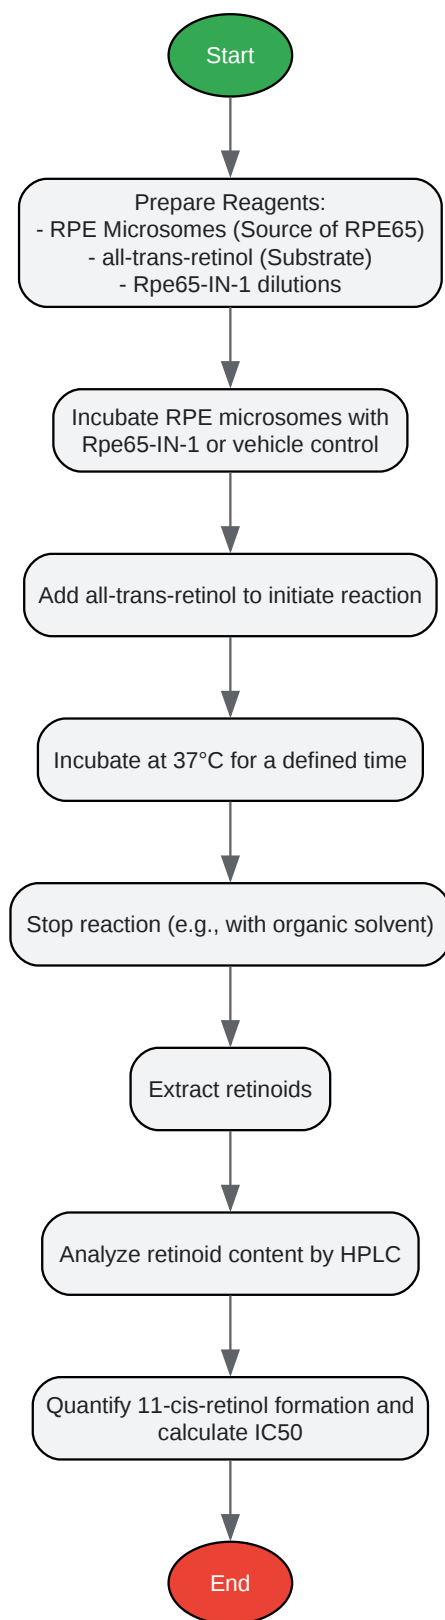 Start
Prepare Reagents:
- RPE Microsomes (Source of RPE65)
- all-trans-retinol (Substrate)
- Rpe65-IN-1 dilutions
Incubate RPE microsomes with
Rpe65-IN-1 or vehicle control
Add all-trans-retinol to initiate reaction
Incubate at 37°C for a defined time
Stop reaction (e.g., with organic solvent)
Extract retinoids
Analyze retinoid content by HPLC
Quantify 11-cis-retinol formation and
calculate IC50
End